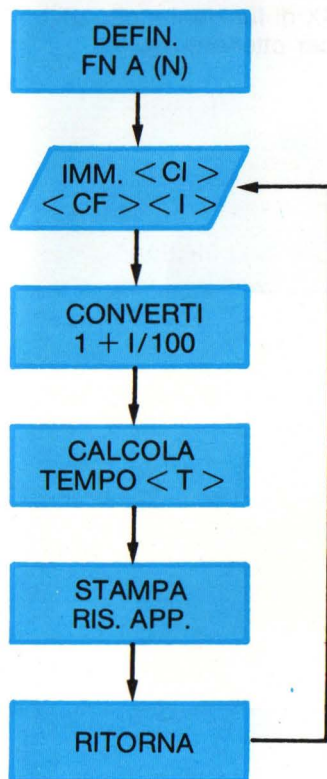 DEFIN.
FN A (N)
IMM. <CI>
<CF><I>
CONVERTI
1 + I/100
CALCOLA
TEMPO <T>
STAMPA
RIS. APP.
RITORNA